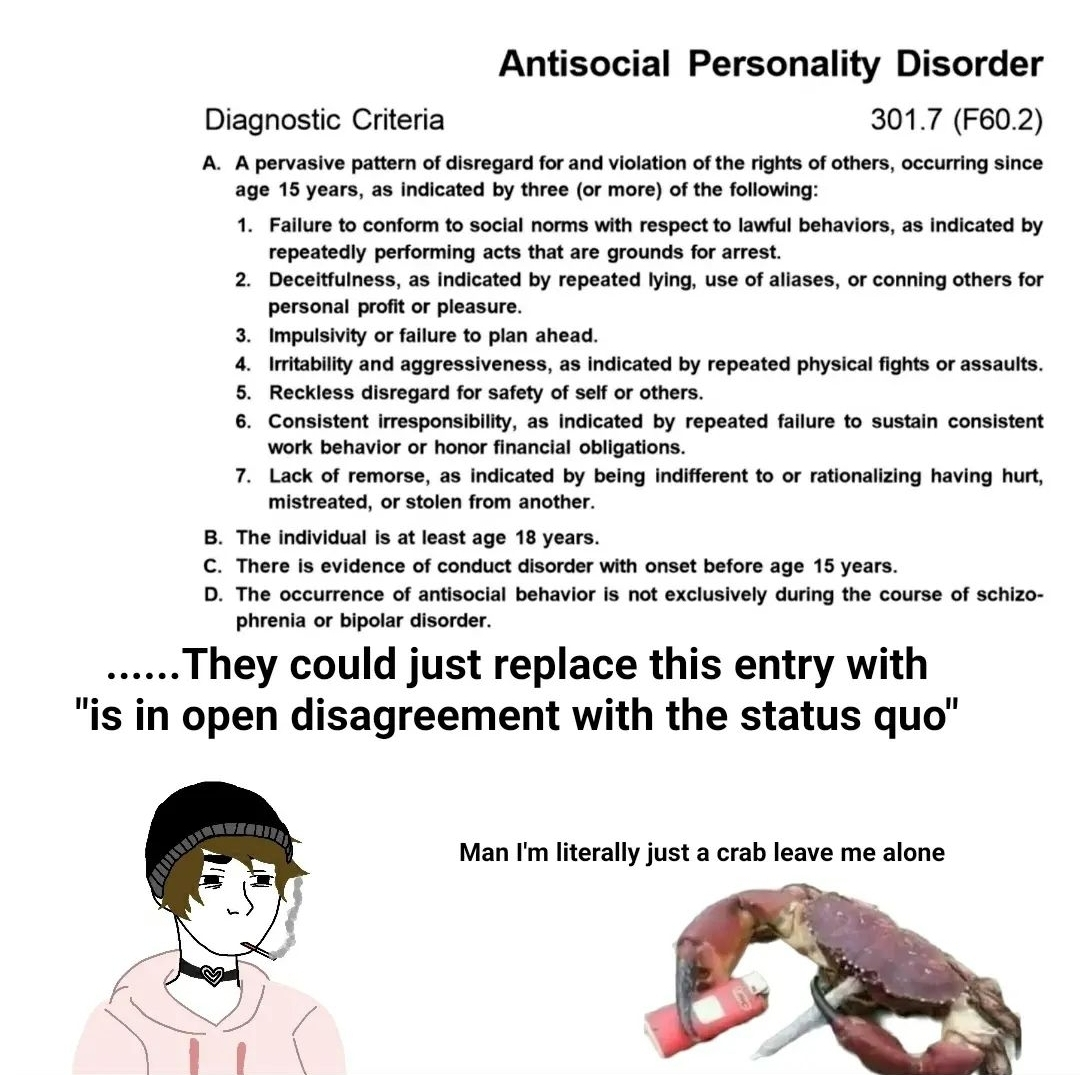 Antisocial Personality Disorder
Diagnostic Criteria 301.7 (F60.2)
A. A pervasive pattern of disregard for and violation of the rights of others, occurring since
age 15 years, as indicated by three (or more) of the following:
1. Failure to conform to social norms with respect to lawful behaviors, as indicated by
repeatedly performing acts that are grounds for arrest.
2. Deceitfulness, as indicated by repeated lying, use of aliases, or conning others for
personal profit or pleasure.
3. Impulsivity or failure to plan ahead.
4. Irritability and aggressiveness, as indicated by repeated physical fights or assaults.
5. Reckless disregard for safety of self or others.
6. Consistent irresponsibility, as indicated by repeated failure to sustain consistent
work behavior or honor financial obligations.
7. Lack of remorse, as indicated by being indifferent to or rationalizing having hurt,
mistreated, or stolen from another.
B. The individual is at least age 18 years.
C. There is evidence of conduct disorder with onset before age 15 years.
D. The occurrence of antisocial behavior is not exclusively during the course of schizo-
phrenia or bipolar disorder.
......They could just replace this entry with
"is in open disagreement with the status quo"
Man I'm literally just a crab leave me alone